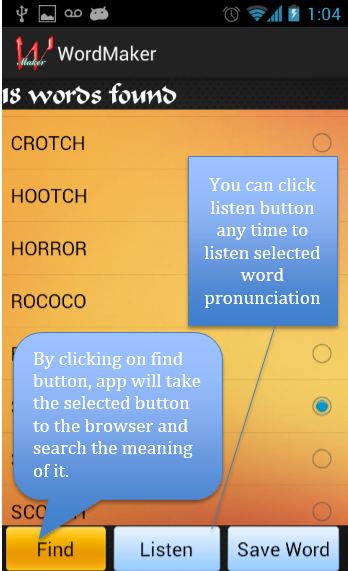 1:04
Maker WordMaker
18 words found
CROTCH
HOOTCH
HORROR
ROCOCO
You can click
listen button
any time to
listen selected
word
pronunciation
By clicking on find
button, app will take
the selected button
to the browser and
search the meaning
of it.
Find Listen Save Word